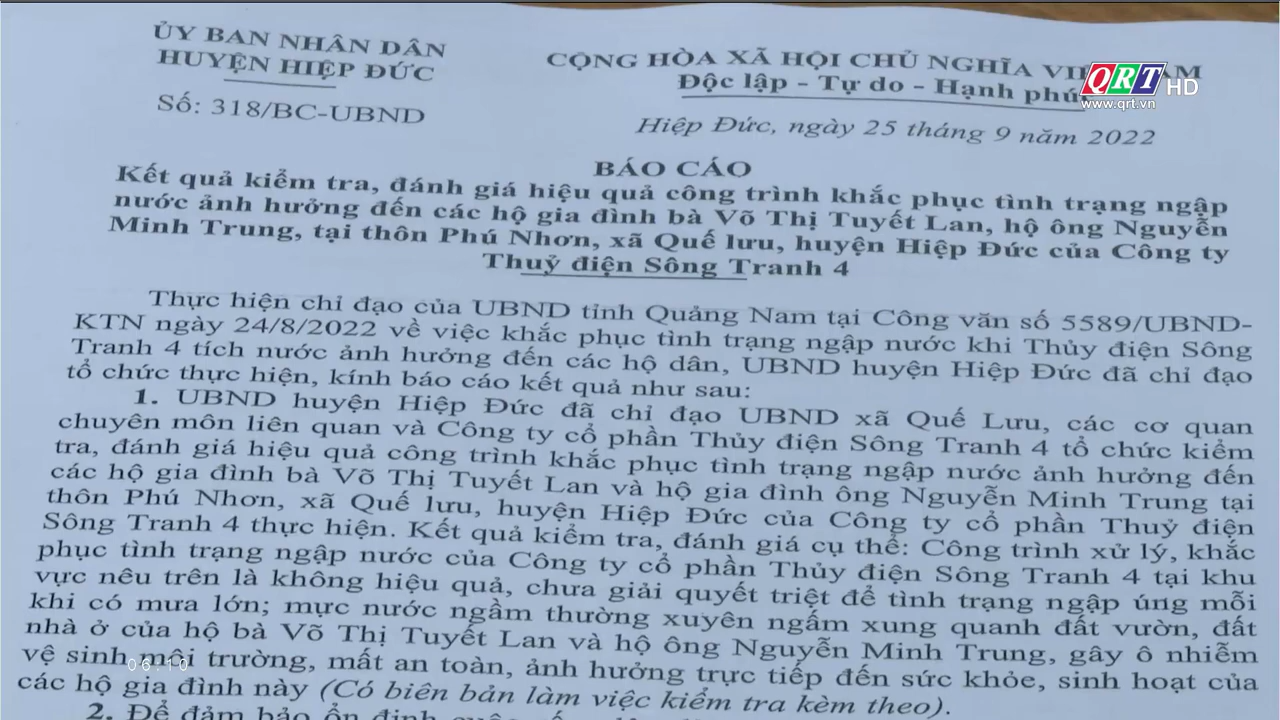 ỦY BAN NHÂN DÂN
HUYỆN HIỆP ĐỨC
Số: 318/BC-UBND
CỘNG HÒA XÃ HỘI CHỦ NGHĨA VIỆT NAM
Độc lập - Tự do - Hạnh phúc
QRT HD
www.qrt.vn
Hiệp Đức, ngày 25 tháng 9 năm 2022
BÁO CÁO
Kết quả kiểm tra, đánh giá hiệu quả công trình khắc phục tình trạng ngập
nước ảnh hưởng đến các hộ gia đình bà Võ Thị Tuyết Lan, hộ ông Nguyễn
Minh Trung, tại thôn Phú Nhơn, xã Quế lưu, huyện Hiệp Đức của Công ty
Thuỷ điện Sông Tranh 4
Thực hiện chỉ đạo của UBND tỉnh Quảng Nam tại Công văn số 5589/UBND-
KTN ngày 24/8/2022 về việc khắc phục tình trạng ngập nước khi Thủy điện Sông
Tranh 4 tích nước ảnh hưởng đến các hộ dân, UBND huyện Hiệp Đức đã chỉ đạo
tổ chức thực hiện, kính báo cáo kết quả như sau:
1. UBND huyện Hiệp Đức đã chỉ đạo UBND xã Quế Lưu, các cơ quan
chuyên môn liên quan và Công ty cổ phần Thủy điện Sông Tranh 4 tổ chức kiểm
tra, đánh giá hiệu quả công trình khắc phục tình trạng ngập nước ảnh hưởng đến
các hộ gia đình bà Võ Thị Tuyết Lan và hộ gia đình ông Nguyễn Minh Trung tại
thôn Phú Nhơn, xã Quế lưu, huyện Hiệp Đức của Công ty cổ phần Thuỷ điện
Sông Tranh 4 thực hiện. Kết quả kiểm tra, đánh giá cụ thể: Công trình xử lý, khắc
phục tình trạng ngập nước của Công ty cổ phần Thủy điện Sông Tranh 4 tại khu
vực nêu trên là không hiệu quả, chưa giải quyết triệt để tình trạng ngập úng mỗi
khi có mưa lớn; mực nước ngầm thường xuyên ngấm xung quanh đất vườn, đất
nhà ở của hộ bà Võ Thị Tuyết Lan và hộ ông Nguyễn Minh Trung, gây ô nhiễm
vệ sinh môi trường, mất an toàn, ảnh hưởng trực tiếp đến sức khỏe, sinh hoạt của
06:10
các hộ gia đình này (Có biên bản làm việc kiểm tra kèm theo).
2. Để đảm bảo ổn định